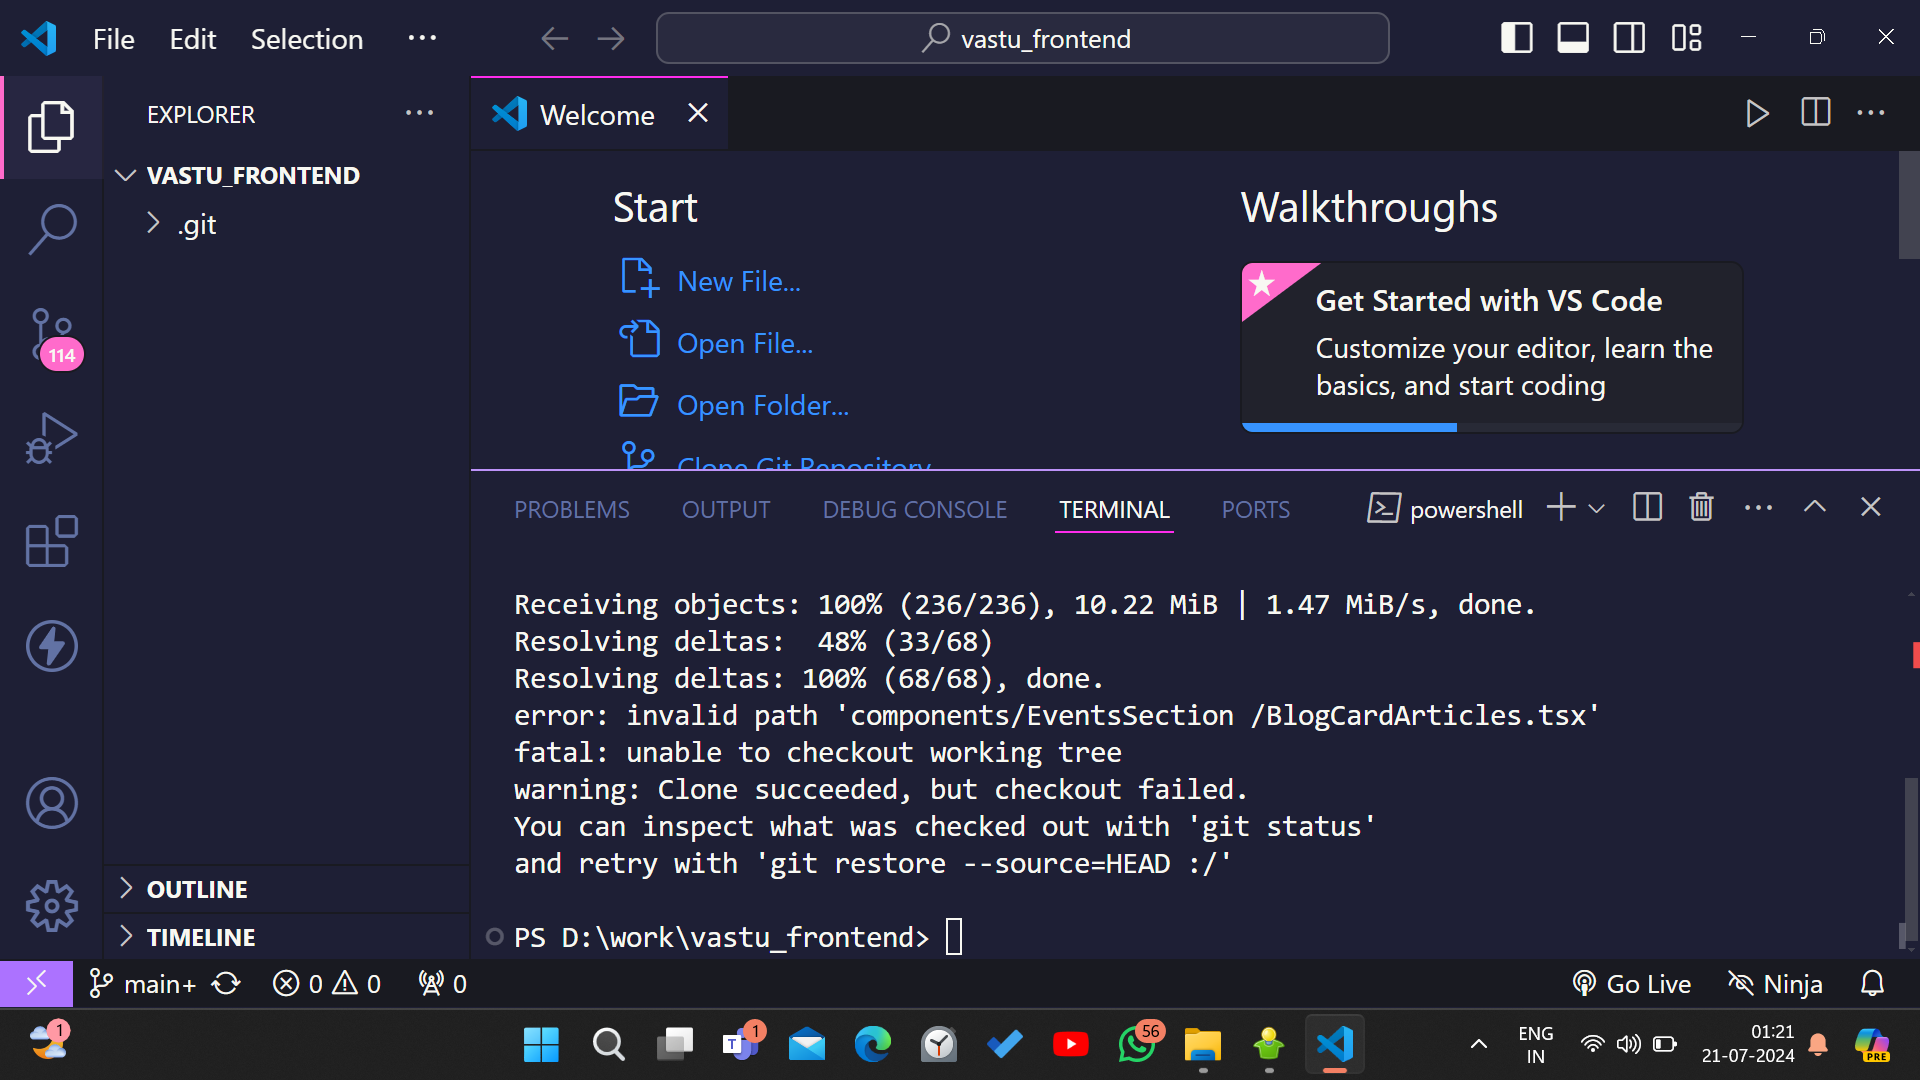 File Edit Selection ···
vastu_frontend
EXPLORER ···
VASTU_FRONTEND
.git
114
OUTLINE
TIMELINE
Welcome
Start
New File...
Open File...
Open Folder...
Clone Git Repository...
Walkthroughs
Get Started with VS Code
Customize your editor, learn the
basics, and start coding
PROBLEMS OUTPUT DEBUG CONSOLE TERMINAL PORTS powershell
Receiving objects: 100% (236/236), 10.22 MiB | 1.47 MiB/s, done.
Resolving deltas:  48% (33/68)
Resolving deltas: 100% (68/68), done.
error: invalid path 'components/EventsSection /BlogCardArticles.tsx'
fatal: unable to checkout working tree
warning: Clone succeeded, but checkout failed.
You can inspect what was checked out with 'git status'
and retry with 'git restore --source=HEAD :/'
PS D:\work\vastu_frontend>
main+ 0 0 0 Go Live Ninja
1
T 1
56
ENG
IN
01:21
21-07-2024
PRE